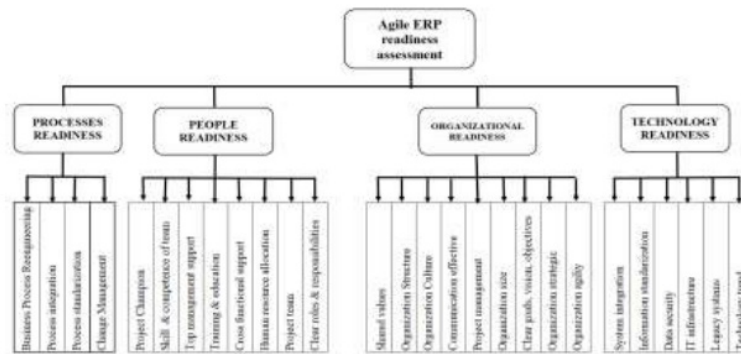 Agile ERP
readiness
assessment
PROCESSES
READINESS
PEOPLE
READINESS
ORGANIZATIONAL
READINESS
TECHNOLOGY
READINESS
Business Process Reengineering
Process integration
Process standardization
Change Management
Project Champion
Skill & competence of team
Top management support
Training & education
Cross functional support
Human resource allocation
Project team
Clear roles & responsibilities
Shared values
Organization Structure
Organization Culture
Communication effective
Project management
Organization size
Clear goals, vision, objectives
Organization strategic
Organization agility
System integration
Information standardization
Data security
IT infrastructure
Legacy systems
Technology trend